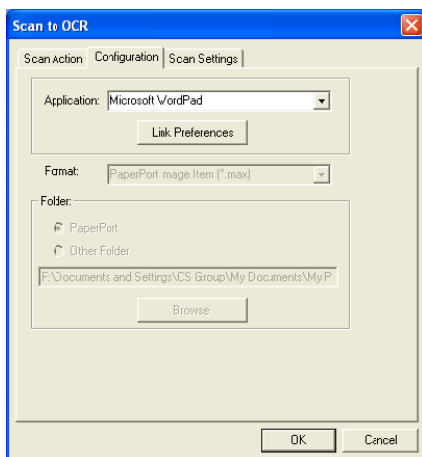 Scan to OCR
Scan Action Configuration Scan Settings
Application: Microsoft WordPad
Link Preferences
Format: PaperPort Image Item (*.max)
Folder:
PaperPort
Other Folder
F:\Documents and Settings\CS Group\My Documents\My P
Browse
OK Cancel